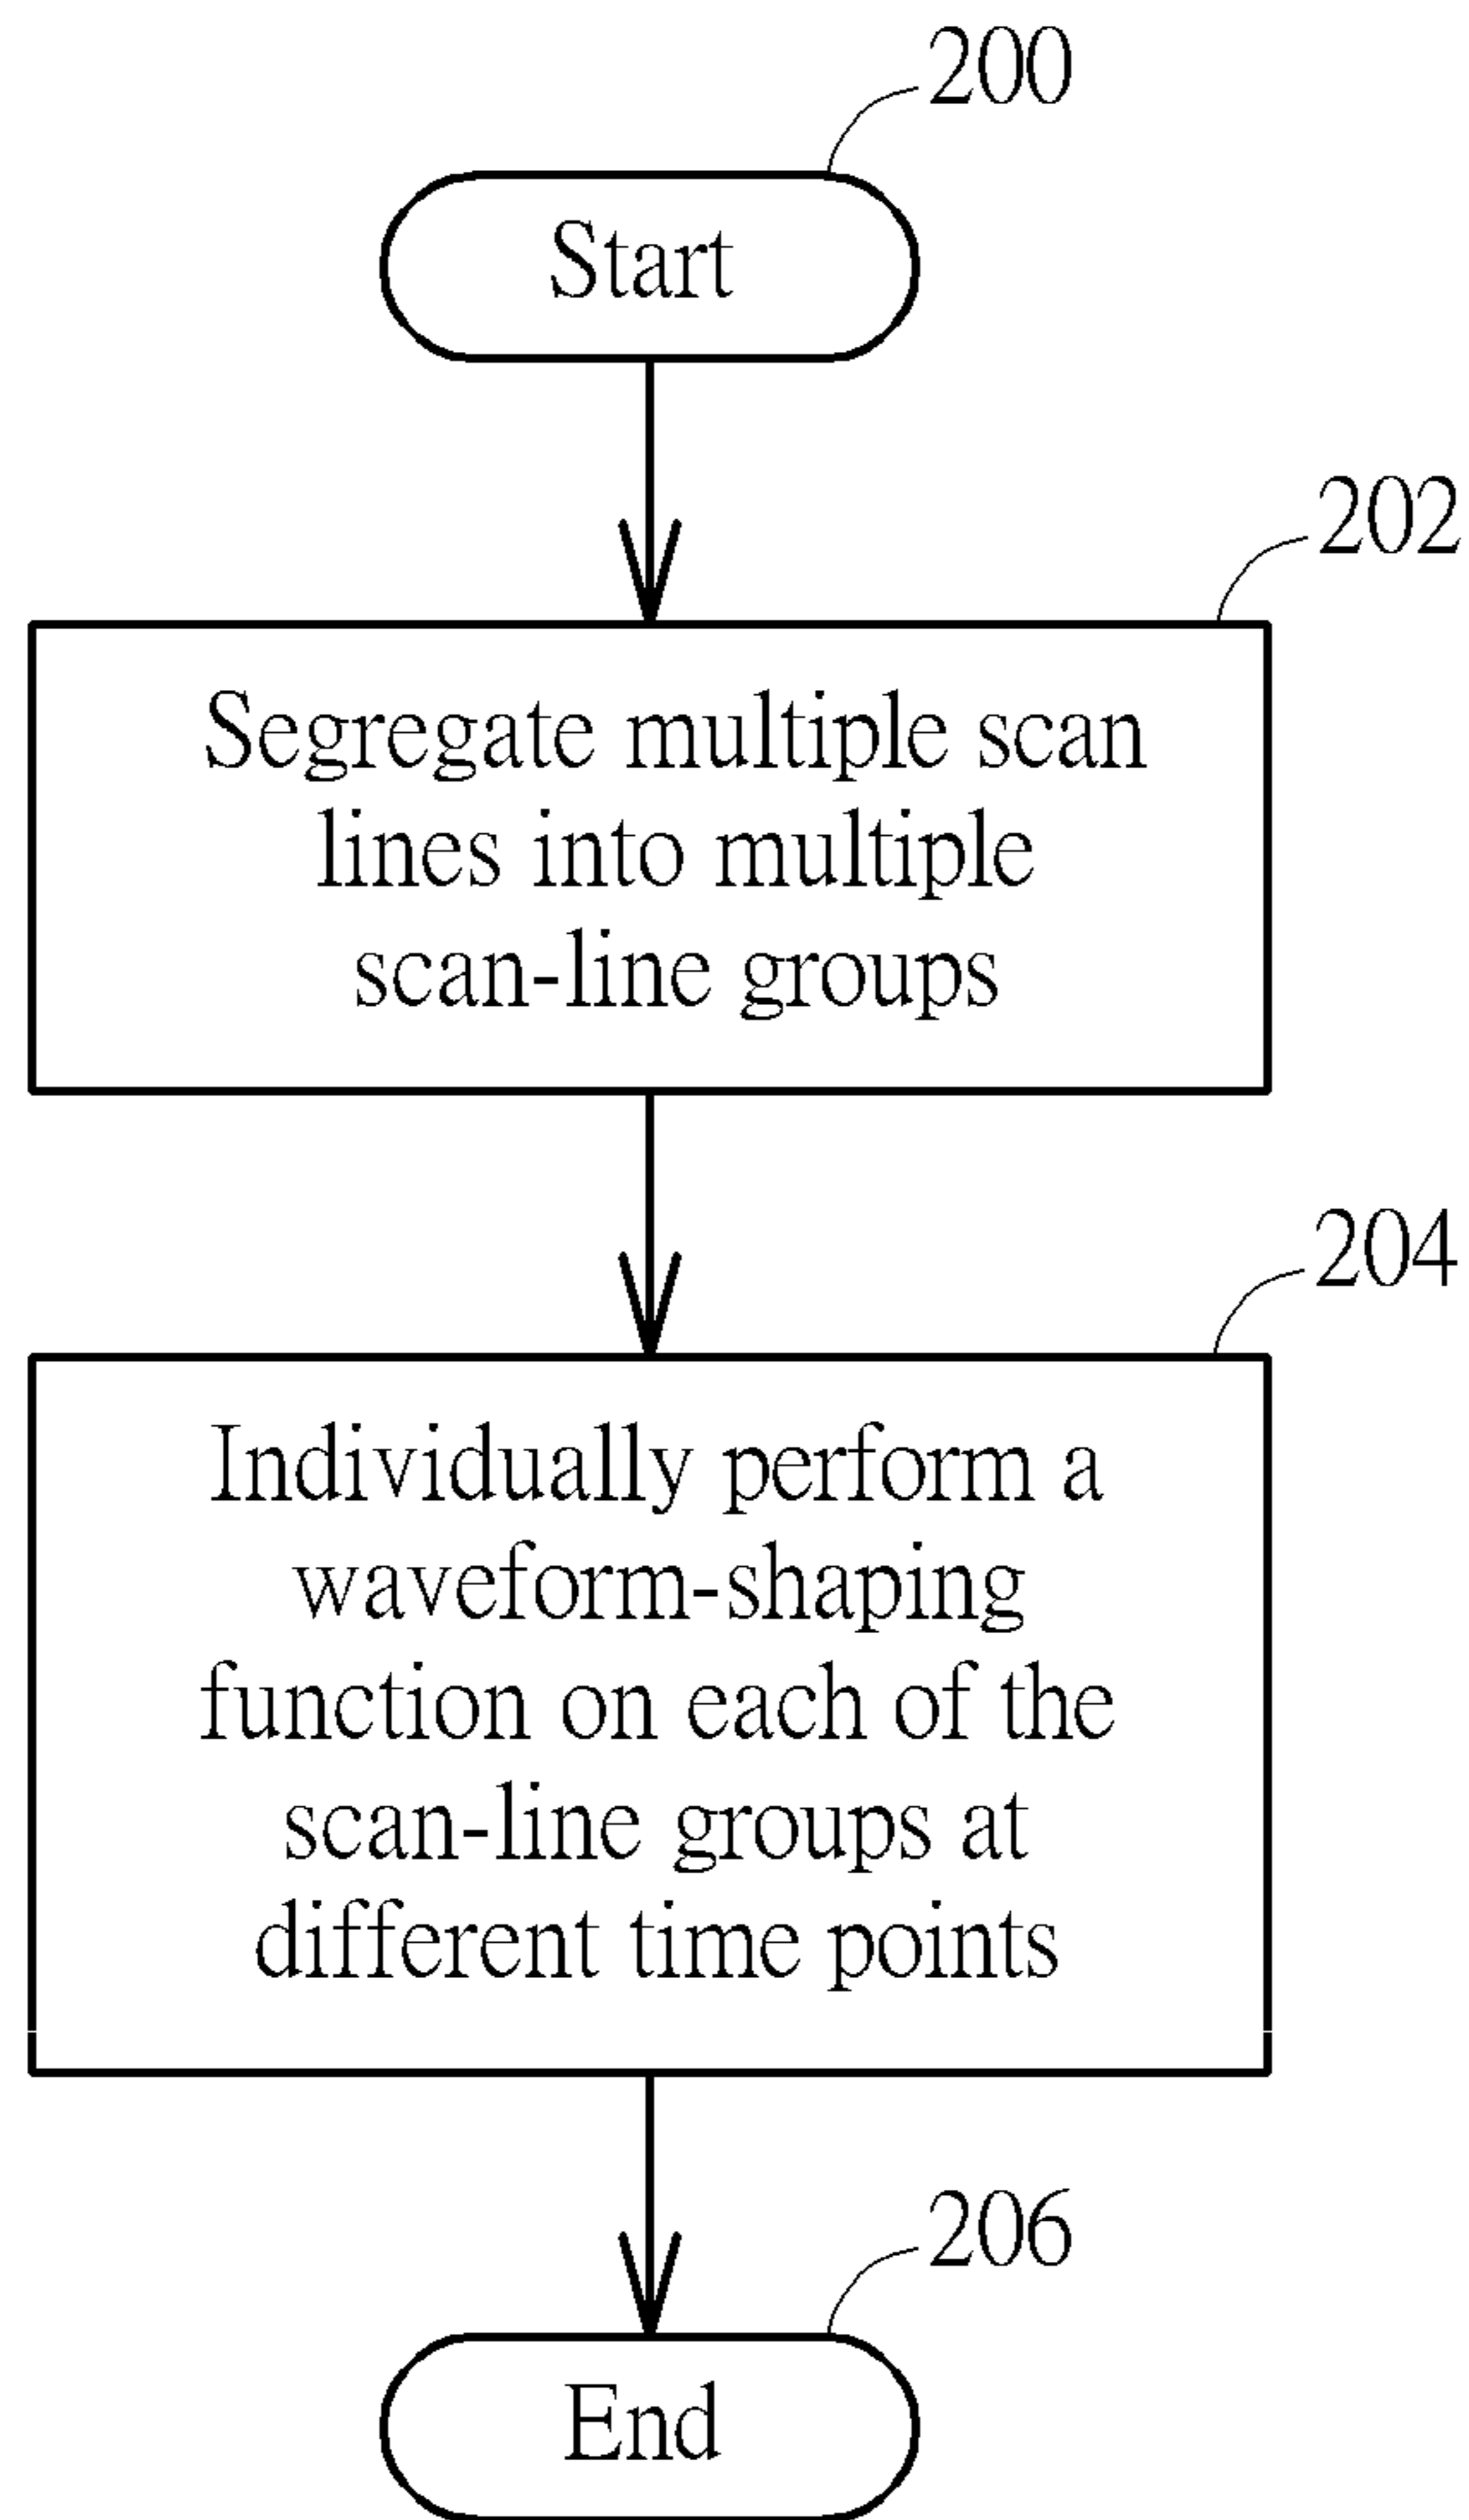 200
Start
202
Segregate multiple scan
lines into multiple
scan-line groups
204
Individually perform a
waveform-shaping
function on each of the
scan-line groups at
different time points
206
End